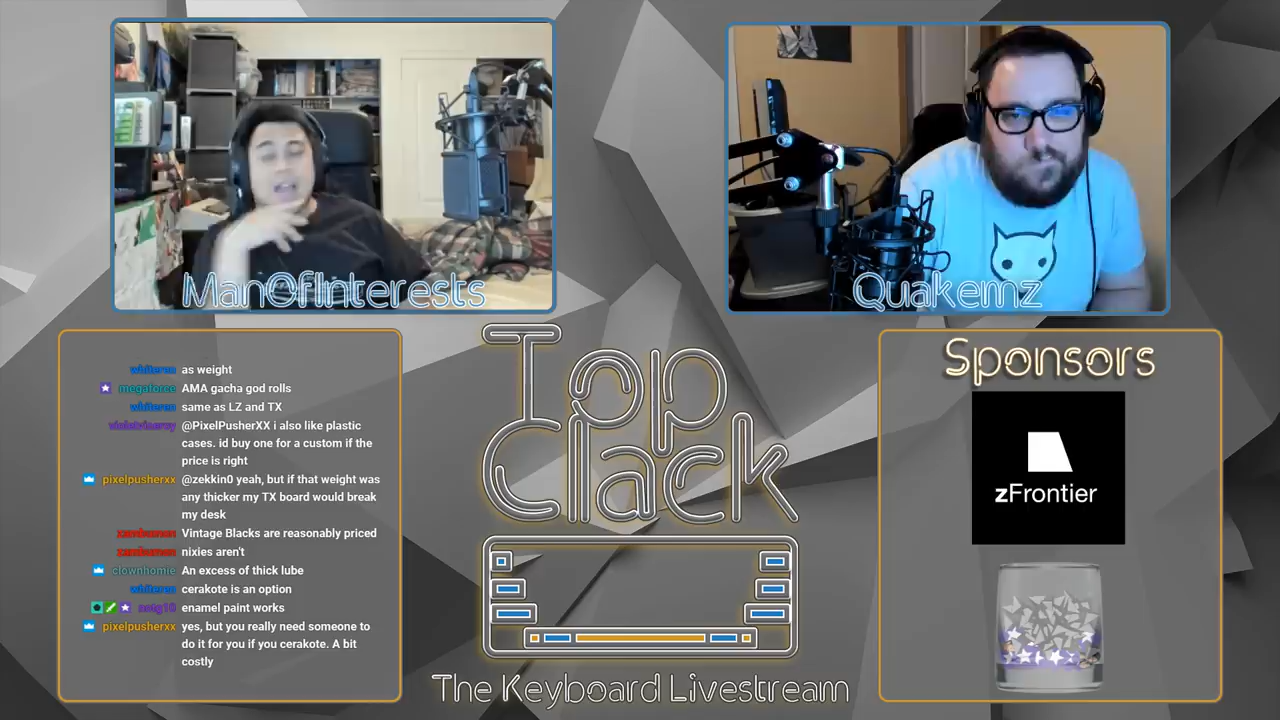 ManOfInterests
Quakemz
whiteren as weight
megaforce AMA gacha god rolls
whiteren same as LZ and TX
@PixelPusherXX i also like plastic
cases. id buy one for a custom if the
price is right
pixelpusherxx @zekkin0 yeah, but if that weight was
any thicker my TX board would break
my desk
Vintage Blacks are reasonably priced
nixies aren't
clownhomie An excess of thick lube
whiteren cerakote is an option
enamel paint works
pixelpusherxx yes, but you really need someone to
do it for you if you cerakote. A bit
costly
Top
Clack
The Keyboard Livestream
Sponsors
zFrontier